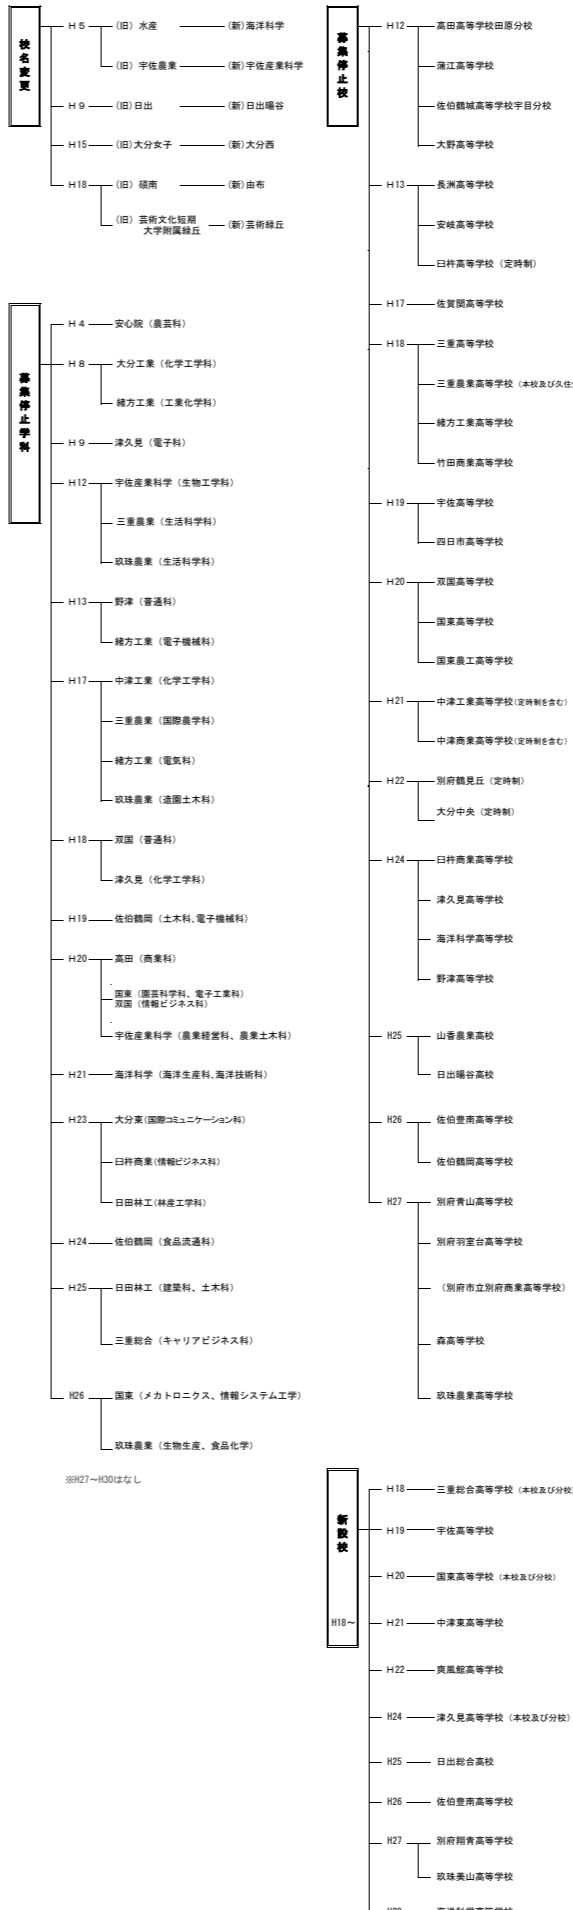 校名変更
H5 (旧) 水産 (新) 海洋科学
(旧) 宇佐農業 (新) 宇佐産業科学
H9 (旧) 日出 (新) 日出暘谷
H15 (旧) 大分女子 (新) 大分西
H18 (旧) 碩南 (新) 由布
(旧) 芸術文化短期
大学附属緑丘 (新) 芸術緑丘
募集停止学科
H4 安心院（農芸科）
H8 大分工業（化学工学科）
緒方工業（工業化学科）
H9 津久見（電子科）
H12 宇佐産業科学（生物工学科）
三重農業（生活科学科）
玖珠農業（生活科学科）
H13 野津（普通科）
緒方工業（電子機械科）
H17 中津工業（化学工学科）
三重農業（国際農学科）
緒方工業（電気科）
玖珠農業（造園土木科）
H18 双国（普通科）
津久見（化学工学科）
H19 佐伯鶴岡（土木科、電子機械科）
H20 高田（商業科）
国東（園芸科学科、電子工業科）
双国（情報ビジネス科）
宇佐産業科学（農業経営科、農業土木科）
H21 海洋科学（海洋生産科、海洋技術科）
H23 大分東（国際コミュニケーション科）
臼杵商業（情報ビジネス科）
日田林工（林産工学科）
H24 佐伯鶴岡（食品流通科）
H25 日田林工（建築科、土木科）
三重総合（キャリアビジネス科）
H26 国東（メカトロニクス、情報システム工学）
玖珠農業（生物生産、食品化学）
※H27～H30はなし
募集停止校
H12 高田高等学校田原分校
蒲江高等学校
佐伯鶴城高等学校宇目分校
大野高等学校
H13 長洲高等学校
安岐高等学校
臼杵高等学校（定時制）
H17 佐賀関高等学校
H18 三重高等学校
三重農業高等学校（本校及び久住
緒方工業高等学校
竹田商業高等学校
H19 宇佐高等学校
四日市高等学校
H20 双国高等学校
国東高等学校
国東農工高等学校
H21 中津工業高等学校(定時制を含む)
中津商業高等学校(定時制を含む)
H22 別府鶴見丘（定時制）
大分中央（定時制）
H24 臼杵商業高等学校
津久見高等学校
海洋科学高等学校
野津高等学校
H25 山香農業高校
日出暘谷高校
H26 佐伯豊南高等学校
佐伯鶴岡高等学校
H27 別府青山高等学校
別府羽室台高等学校
（別府市立別府商業高等学校）
森高等学校
玖珠農業高等学校
新設校
H18～
H18 三重総合高等学校（本校及び分校
H19 宇佐高等学校
H20 国東高等学校（本校及び分校）
H21 中津東高等学校
H22 爽風館高等学校
H24 津久見高等学校（本校及び分校）
H25 日出総合高校
H26 佐伯豊南高等学校
H27 別府翔青高等学校
玖珠美山高等学校